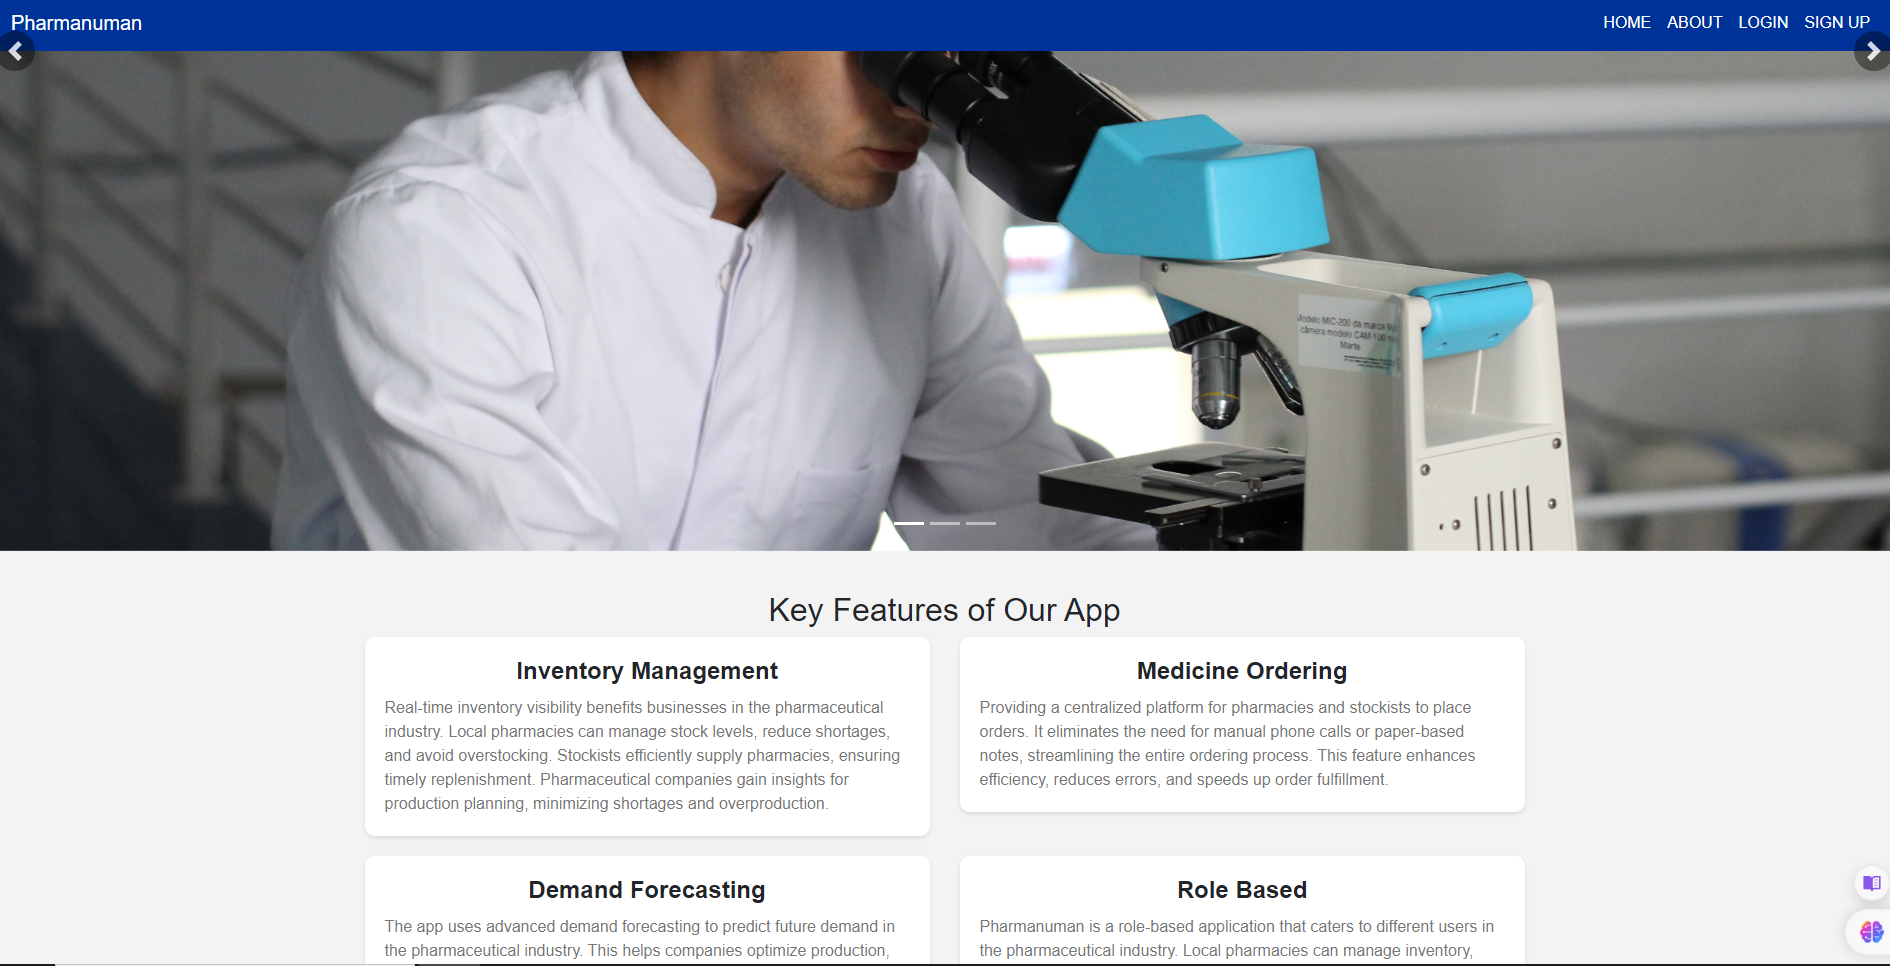 Pharmanuman
HOME ABOUT LOGIN SIGN UP
Modelo MiC-200 da marca
câmera modelo CAM-100
Marte.
Key Features of Our App
Inventory Management
Real-time inventory visibility benefits businesses in the pharmaceutical
industry. Local pharmacies can manage stock levels, reduce shortages,
and avoid overstocking. Stockists efficiently supply pharmacies, ensuring
timely replenishment. Pharmaceutical companies gain insights for
production planning, minimizing shortages and overproduction.
Medicine Ordering
Providing a centralized platform for pharmacies and stockists to place
orders. It eliminates the need for manual phone calls or paper-based
notes, streamlining the entire ordering process. This feature enhances
efficiency, reduces errors, and speeds up order fulfillment.
Demand Forecasting
The app uses advanced demand forecasting to predict future demand in
the pharmaceutical industry. This helps companies optimize production,
Role Based
Pharmanuman is a role-based application that caters to different users in
the pharmaceutical industry. Local pharmacies can manage inventory,